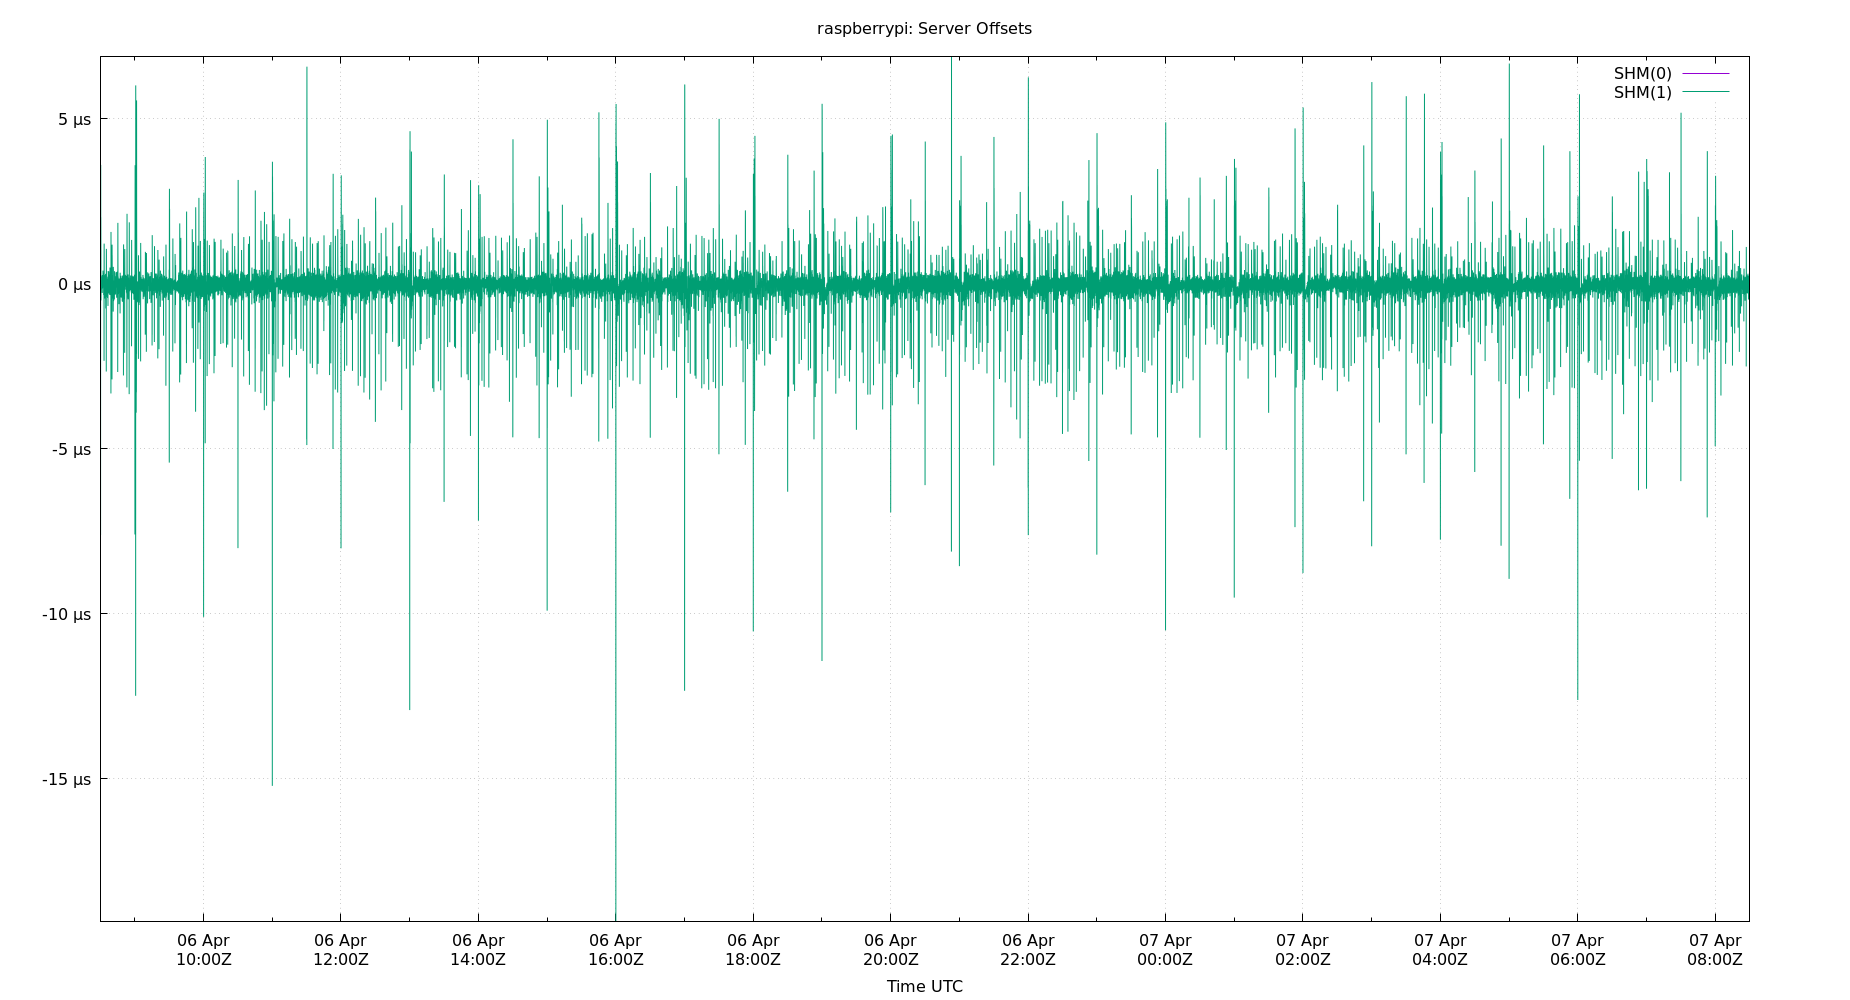 raspberrypi: Server Offsets
SHM(0)
SHM(1)
5 µs
0 µs
-5 µs
-10 µs
-15 µs
06 Apr 06 Apr 06 Apr 06 Apr 06 Apr 06 Apr 06 Apr 07 Apr 07 Apr 07 Apr 07 Apr 07 Apr
10:00Z 12:00Z 14:00Z 16:00Z 18:00Z 20:00Z 22:00Z 00:00Z 02:00Z 04:00Z 06:00Z 08:00Z
Time UTC